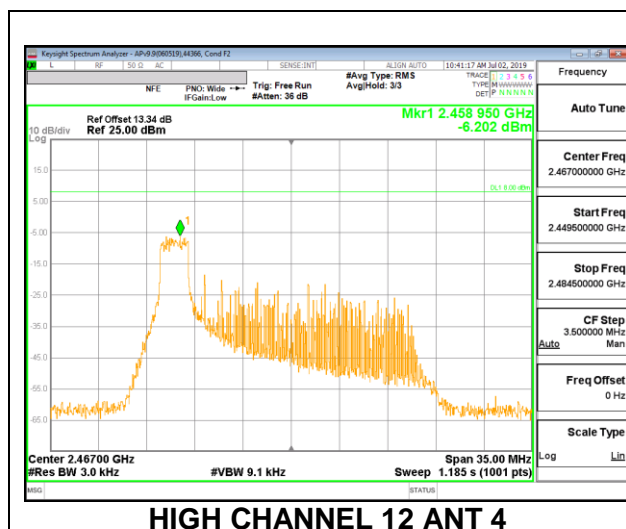 Keysight Spectrum Analyzer - APv9.9(060519),44366, Cond F2
L RF 50 Ω AC SENSE:INT ALIGN AUTO 10:41:17 AM Jul 02, 2019
NFE PNO: Wide IFGain:Low Trig: Free Run #Atten: 36 dB
#Avg Type: RMS Avg|Hold: 3/3
TRACE 1 2 3 4 5 6
TYPE M W W W W W
DET P N N N N N
Ref Offset 13.34 dB
10 dB/div Ref 25.00 dBm
Log
Mkr1 2.458 950 GHz
-6.202 dBm
15.0
DL1 8.00 dBm
5.00
1
-5.00
-15.0
-25.0
-35.0
-45.0
-55.0
-65.0
Center 2.46700 GHz Span 35.00 MHz
#Res BW 3.0 kHz #VBW 9.1 kHz Sweep 1.185 s (1001 pts)
MSG STATUS
Frequency
Auto Tune
Center Freq
2.467000000 GHz
Start Freq
2.449500000 GHz
Stop Freq
2.484500000 GHz
CF Step
3.500000 MHz
Auto Man
Freq Offset
0 Hz
Scale Type
Log Lin
HIGH CHANNEL 12 ANT 4